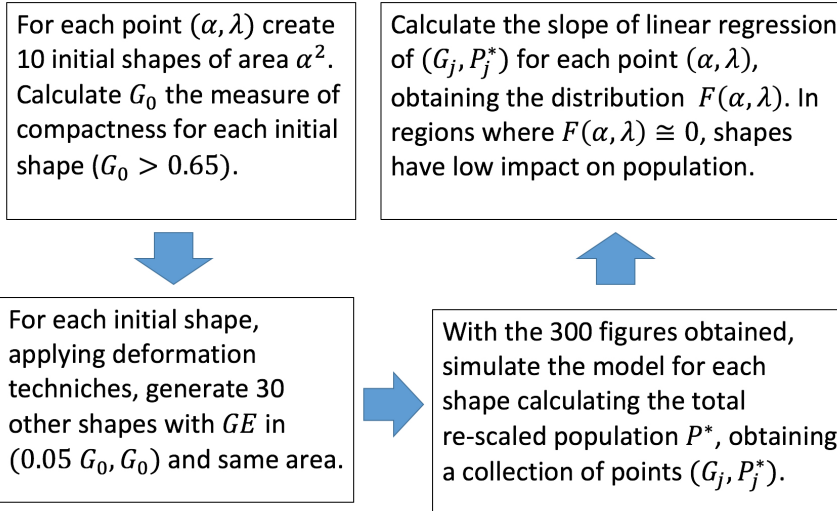 For each point (α, λ) create
10 initial shapes of area α².
Calculate G₀ the measure of
compactness for each initial
shape (G₀ > 0.65).
For each initial shape,
applying deformation
techniches, generate 30
other shapes with GE in
(0.05 G₀, G₀) and same area.
With the 300 figures obtained,
simulate the model for each
shape calculating the total
re-scaled population P*, obtaining
a collection of points (Gⱼ, Pⱼ*).
Calculate the slope of linear regression
of (Gⱼ, Pⱼ*) for each point (α, λ),
obtaining the distribution F(α, λ). In
regions where F(α, λ) ≅ 0, shapes
have low impact on population.